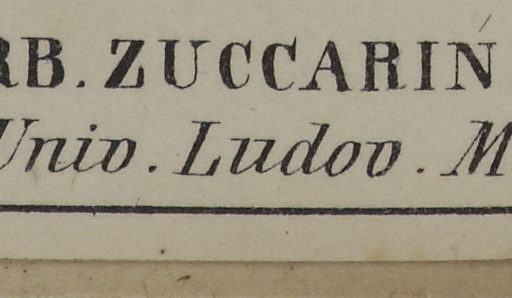 RB. ZUCCARIN
Univ. Ludov. M